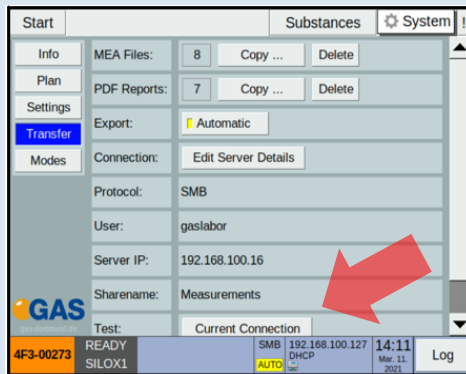 Start Substances System !
Info
Plan
Settings
Transfer
Modes
MEA Files: 8 Copy ... Delete
PDF Reports: 7 Copy ... Delete
Export: Automatic
Connection: Edit Server Details
Protocol: SMB
User: gaslabor
Server IP: 192.168.100.16
Sharename: Measurements
Test: Current Connection
GAS
gas-dortmund.de
4F3-00273
READY
SILOX1
SMB
AUTO
192.168.100.127
DHCP
14:11
Mar. 11.
2021
Log